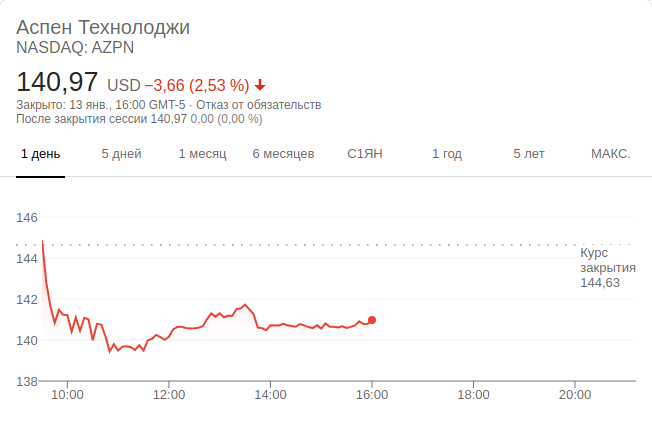 Аспен Технолоджи
NASDAQ: AZPN
140,97 USD −3,66 (2,53 %)
Закрыто: 13 янв., 16:00 GMT-5 · Отказ от обязательств
После закрытия сессии 140,97 0,00 (0,00 %)
1 день 5 дней 1 месяц 6 месяцев С1ЯН 1 год 5 лет МАКС.
146
144
142
140
138
Курс
закрытия
144,63
10:00 12:00 14:00 16:00 18:00 20:00